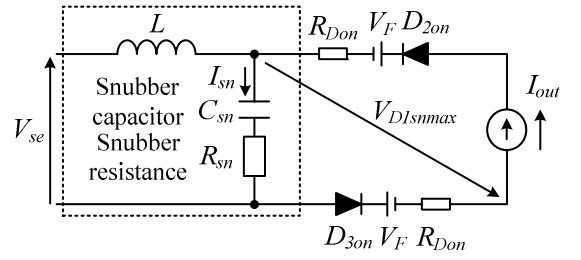 L
R_Don V_F D_2on
Snubber
capacitor
Snubber
resistance
I_sn
C_sn
R_sn
V_se
V_D1snmax
I_out
D_3on V_F R_Don